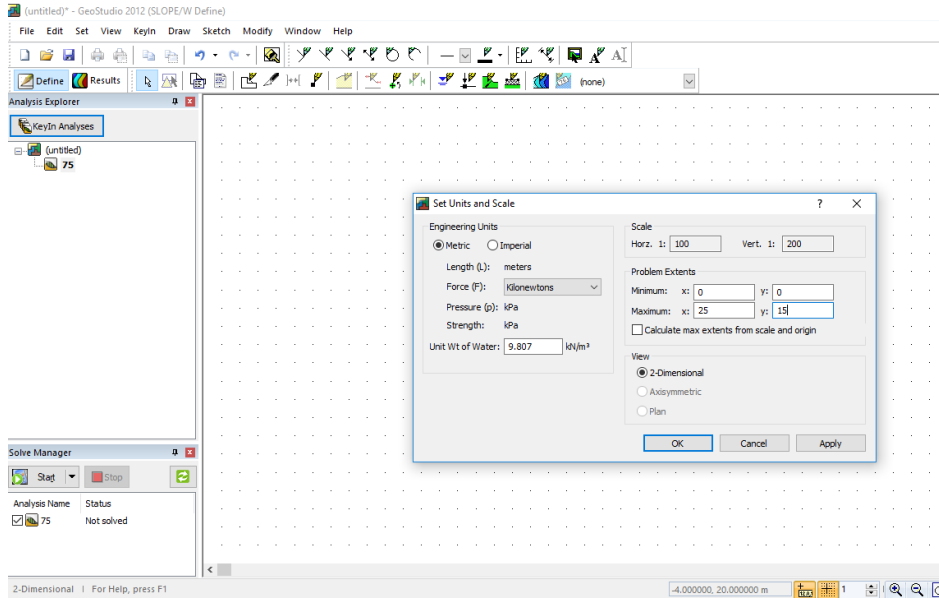 (untitled)* - GeoStudio 2012 (SLOPE/W Define)
File Edit Set View KeyIn Draw Sketch Modify Window Help
Define Results (none)
Analysis Explorer
KeyIn Analyses
(untitled)
75
Set Units and Scale ?
Engineering Units
Metric Imperial
Length (L): meters
Force (F): Kilonewtons
Pressure (p): kPa
Strength: kPa
Unit Wt of Water: 9.807 kN/m³
Scale
Horz. 1: 100 Vert. 1: 200
Problem Extents
Minimum: x: 0 y: 0
Maximum: x: 25 y: 15
Calculate max extents from scale and origin
View
2-Dimensional
Axisymmetric
Plan
OK Cancel Apply
Solve Manager
Start Stop
Analysis Name Status
75 Not solved
2-Dimensional | For Help, press F1 -4.000000, 20.000000 m 1